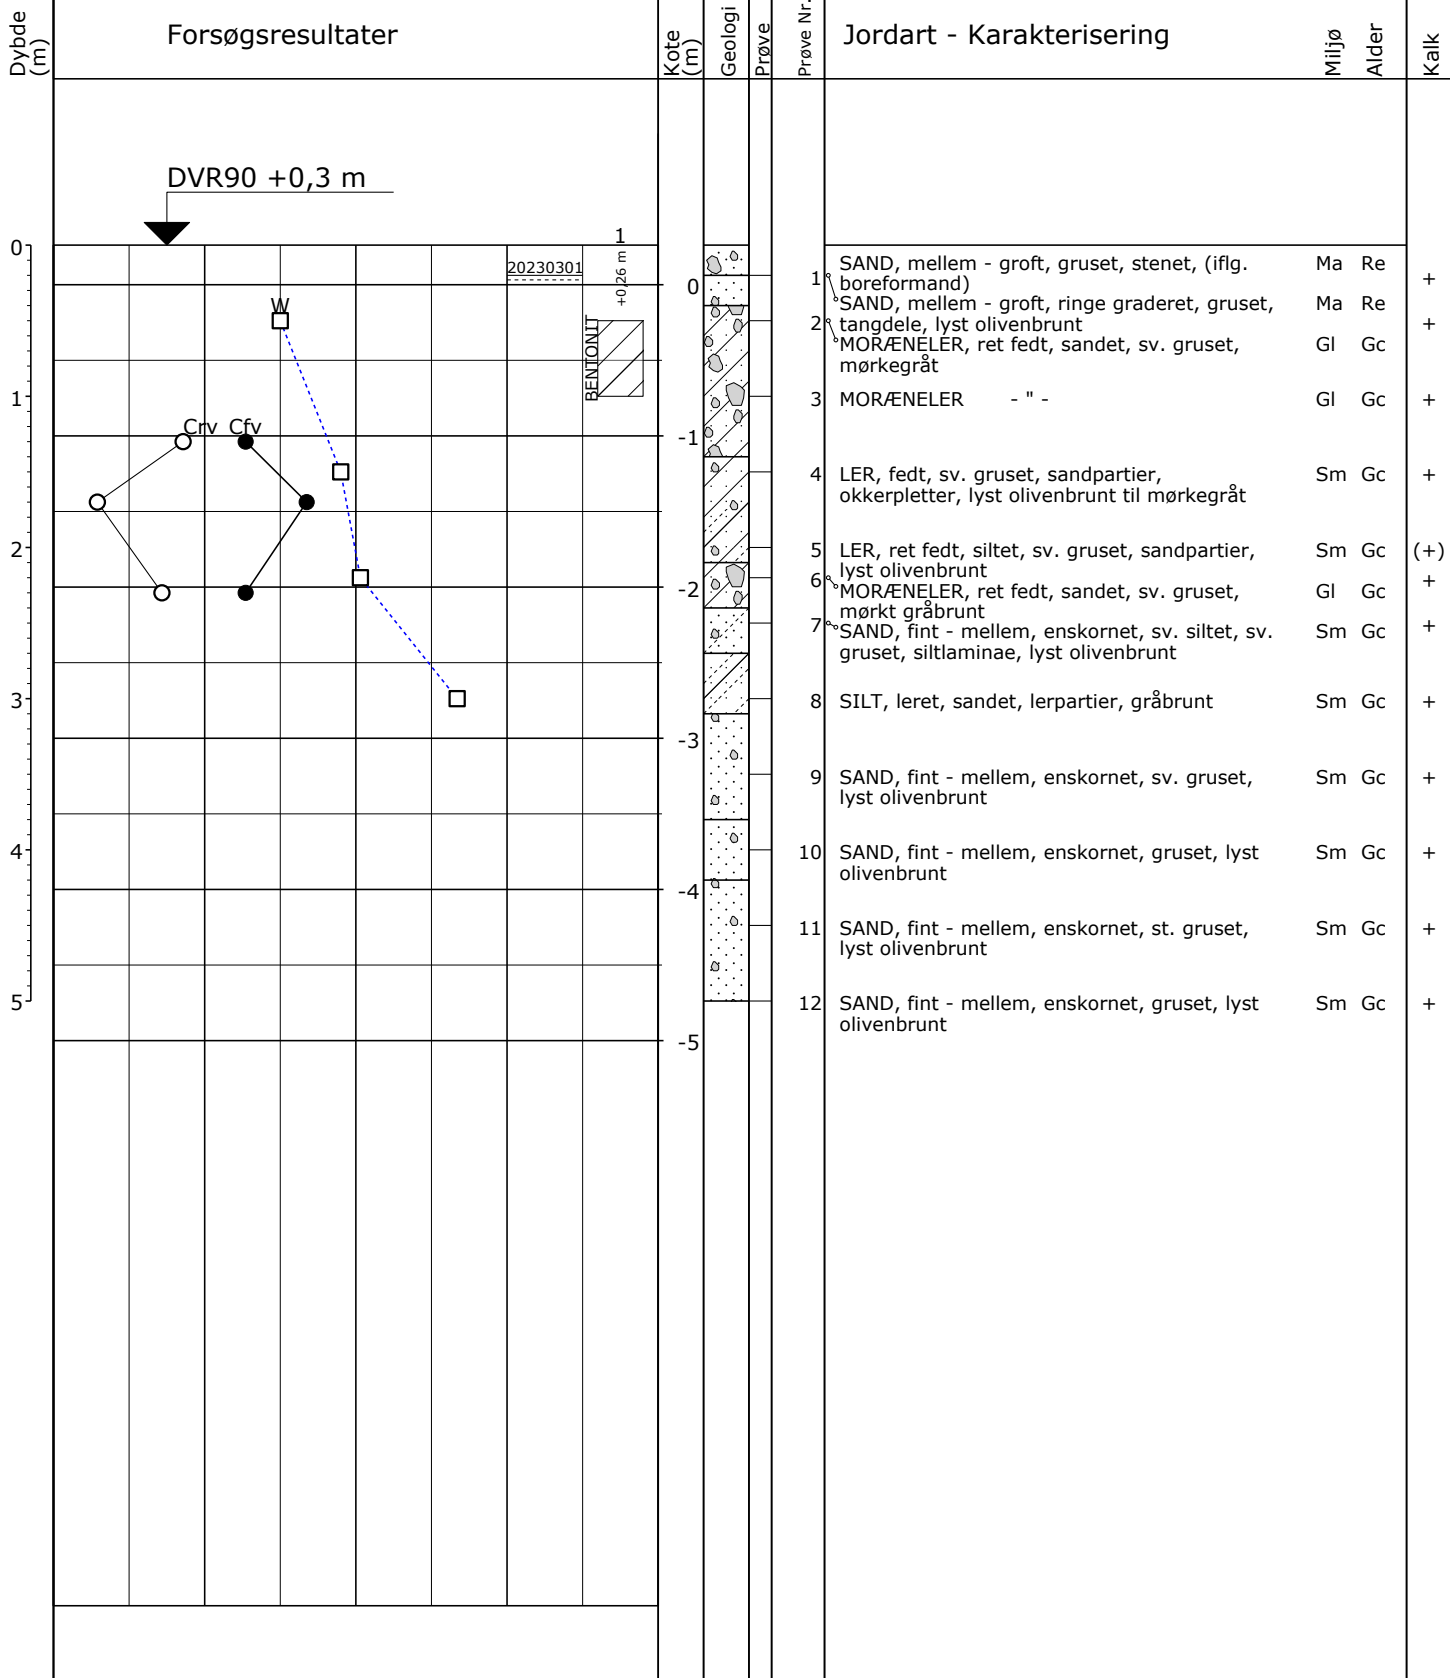 Dybde
(m)
Forsøgsresultater
Kote
(m)
Geologi
Prøve
Prøve Nr.
Jordart - Karakterisering
Miljø
Alder
Kalk
DVR90 +0,3 m
0
1
2
3
4
5
W
Crv Cfv
20230301
1
+0,26 m
BENTONIT
0
-1
-2
-3
-4
-5
1 SAND, mellem - groft, gruset, stenet, (iflg. Ma Re +
boreformand)
SAND, mellem - groft, ringe graderet, gruset, Ma Re
2 tangdele, lyst olivenbrunt +
MORÆNELER, ret fedt, sandet, sv. gruset, Gl Gc
mørkegråt
3 MORÆNELER - " - Gl Gc +
4 LER, fedt, sv. gruset, sandpartier, Sm Gc +
okkerpletter, lyst olivenbrunt til mørkegråt
5 LER, ret fedt, siltet, sv. gruset, sandpartier, Sm Gc (+)
lyst olivenbrunt
6 +
MORÆNELER, ret fedt, sandet, sv. gruset, Gl Gc
mørkt gråbrunt
7 +
SAND, fint - mellem, enskornet, sv. siltet, sv. Sm Gc
gruset, siltlaminae, lyst olivenbrunt
8 SILT, leret, sandet, lerpartier, gråbrunt Sm Gc +
9 SAND, fint - mellem, enskornet, sv. gruset, Sm Gc +
lyst olivenbrunt
10 SAND, fint - mellem, enskornet, gruset, lyst Sm Gc +
olivenbrunt
11 SAND, fint - mellem, enskornet, st. gruset, Sm Gc +
lyst olivenbrunt
12 SAND, fint - mellem, enskornet, gruset, lyst Sm Gc +
olivenbrunt